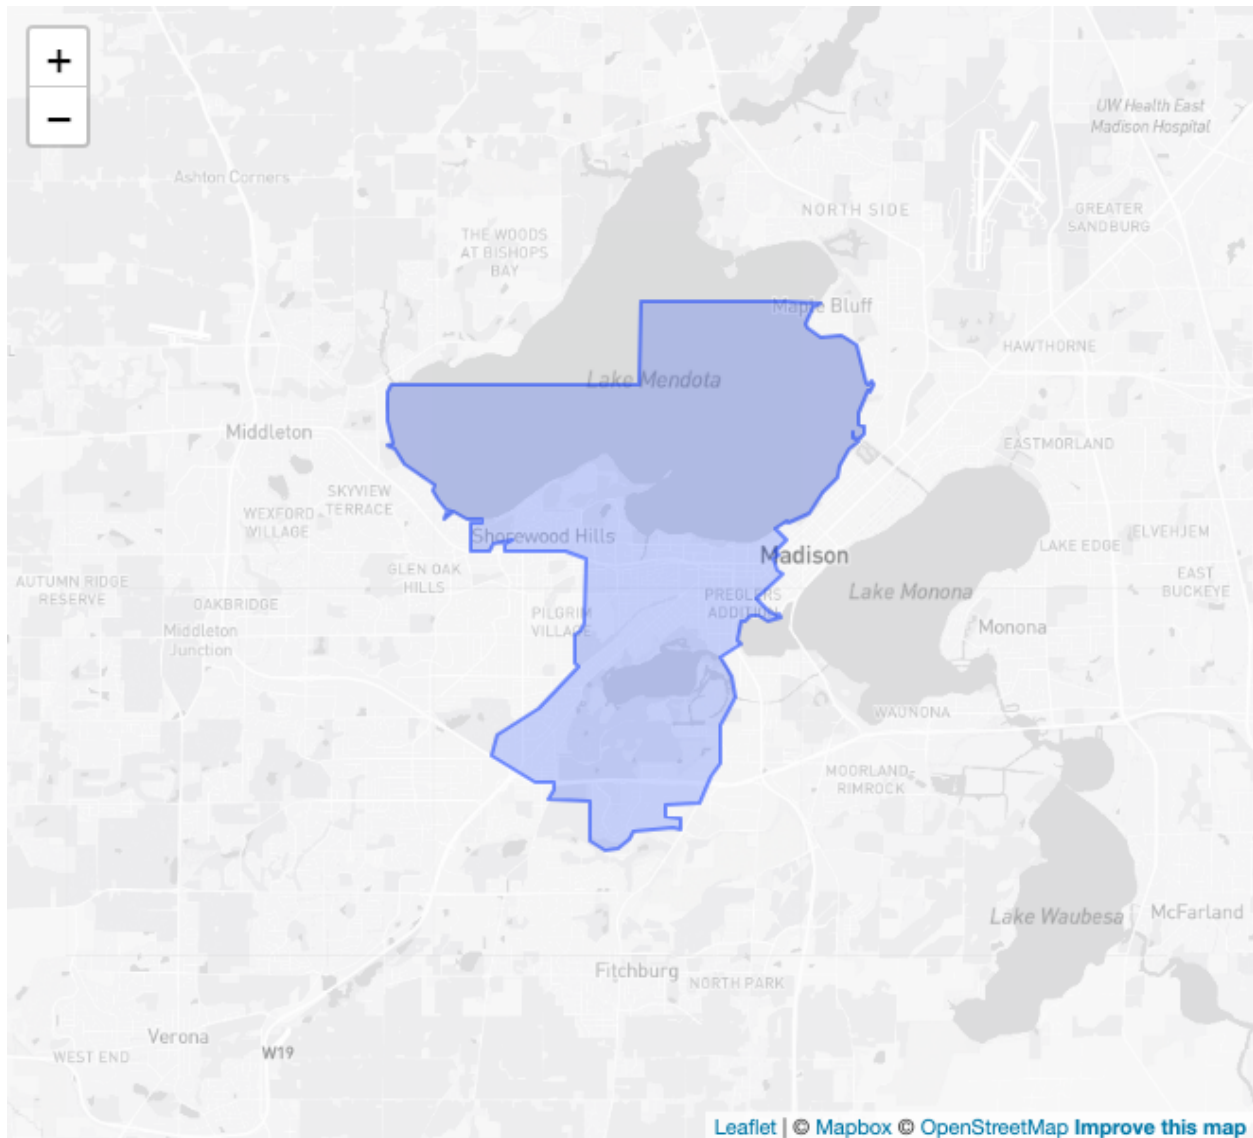 +
−
UW Health East
Madison Hospital
Ashton Corners
NORTH SIDE
GREATER
SANDBURG
THE WOODS
AT BISHOPS
BAY
Maple Bluff
HAWTHORNE
Lake Mendota
Middleton
EASTMORLAND
SKYVIEW
TERRACE
WEXFORD
VILLAGE
Shorewood Hills
ELVEHJEM
LAKE EDGE
Madison
GLEN OAK
HILLS
AUTUMN RIDGE
RESERVE
EAST
BUCKEYE
Lake Monona
OAKBRIDGE
PREGLERS
ADDITION
PILGRIM
VILLAGE
Middleton
Junction
Monona
WAUNONA
MOORLAND-
RIMROCK
Lake Waubesa
McFarland
Fitchburg
NORTH PARK
Verona
W19
WEST END
Leaflet | © Mapbox © OpenStreetMap Improve this map